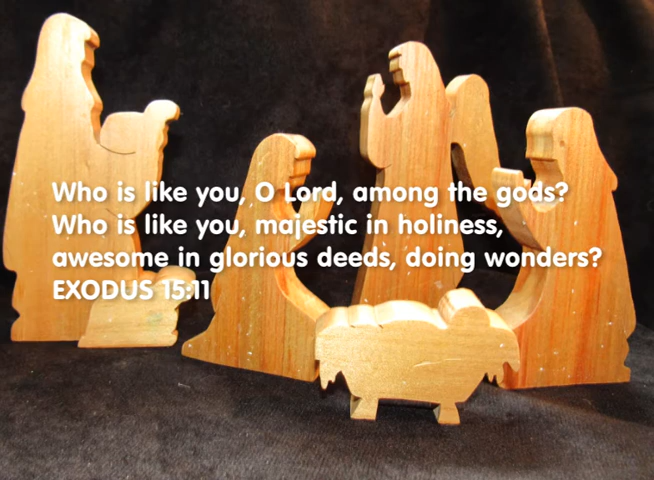 Who is like you, O Lord, among the gods?
Who is like you, majestic in holiness,
awesome in glorious deeds, doing wonders?
EXODUS 15:11